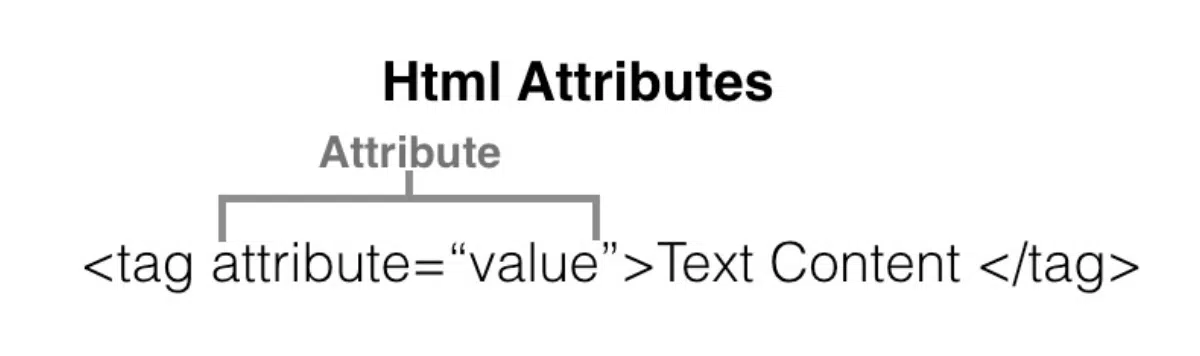 Html Attributes
Attribute
<tag attribute=“value”>Text Content </tag>